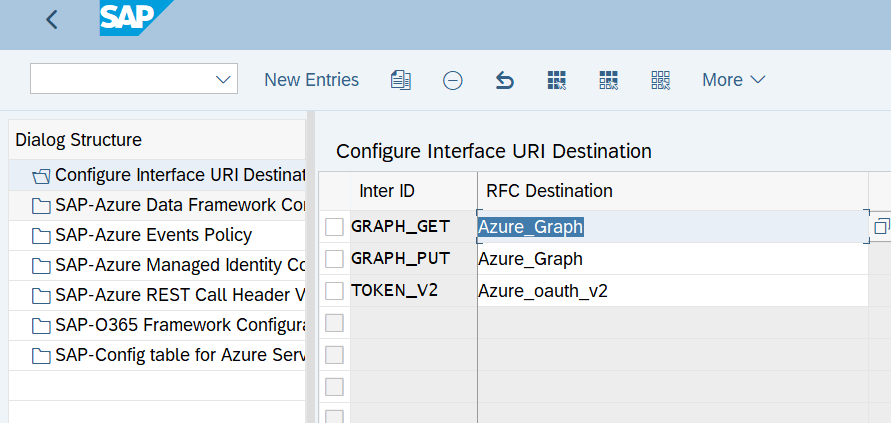 SAP
New Entries
More
Dialog Structure
Configure Interface URI Destinat
SAP-Azure Data Framework Co
SAP-Azure Events Policy
SAP-Azure Managed Identity Co
SAP-Azure REST Call Header V
SAP-O365 Framework Configura
SAP-Config table for Azure Serv
Configure Interface URI Destination
Inter ID RFC Destination
GRAPH_GET Azure_Graph
GRAPH_PUT Azure_Graph
TOKEN_V2 Azure_oauth_v2